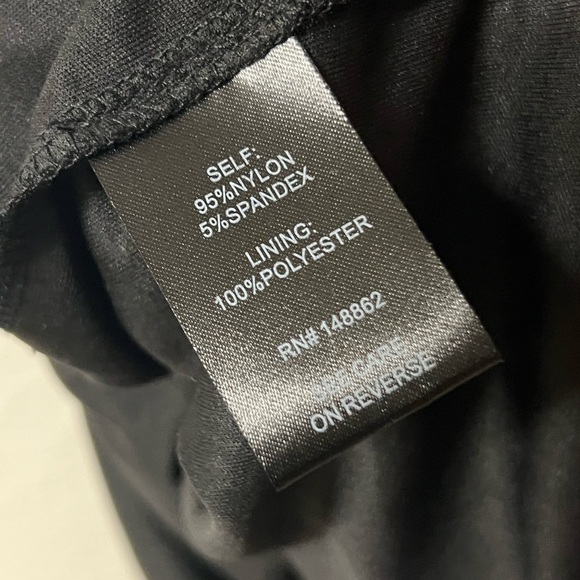 SELF:
95%NYLON
5%SPANDEX
LINING:
100%POLYESTER
RN# 148862
SEE CARE
ON REVERSE